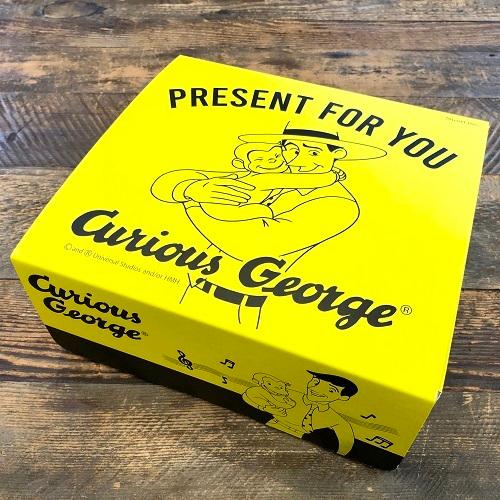 PRESENT FOR YOU
Curious George®
© and ® Universal Studios and/or HMH
Curious
George®